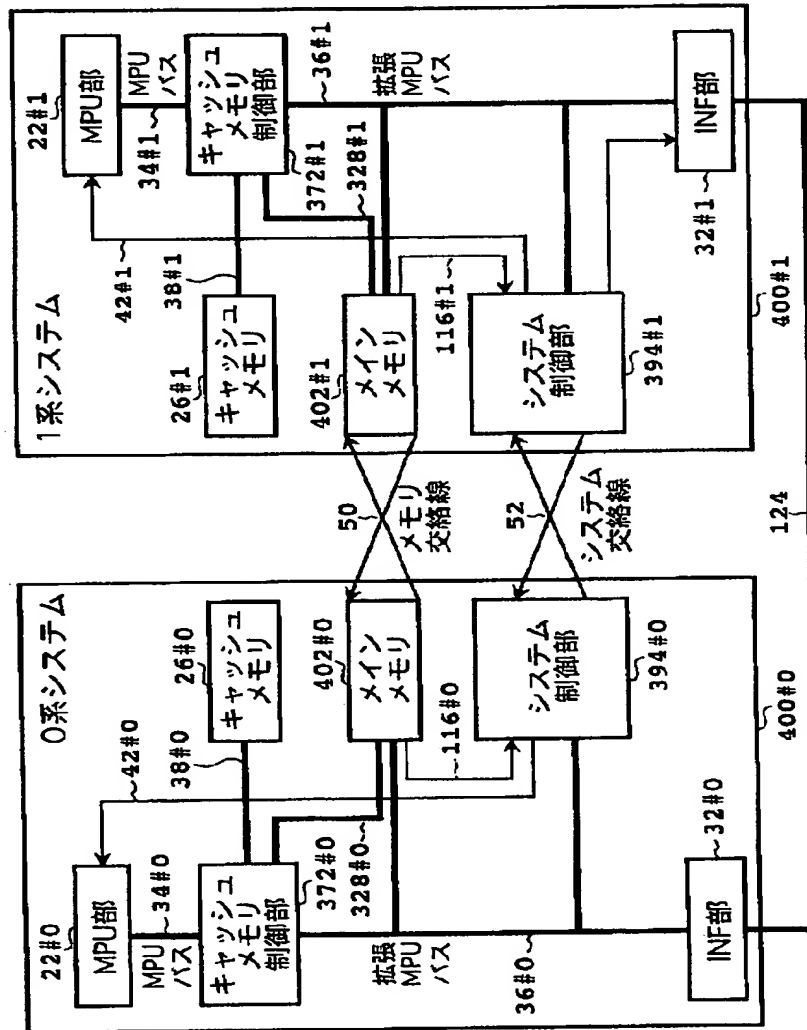 0系システム
22#0
MPU部
42#0
MPU
バス
34#0
38#0
キャッシュ
メモリ
26#0
キャッシュ
メモリ
制御部
372#0
328#0
メイン
メモリ
402#0
拡張
MPU
バス
116#0
システム
制御部
394#0
36#0
INF部
32#0
400#0
50
メモリ
交絡線
52
システム
交絡線
124
1系システム
22#1
MPU部
42#1
34#1
MPU
バス
38#1
26#1
キャッシュ
メモリ
キャッシュ
メモリ
制御部
372#1
328#1
36#1
402#1
メイン
メモリ
拡張
MPU
バス
116#1
システム
制御部
394#1
INF部
32#1
400#1